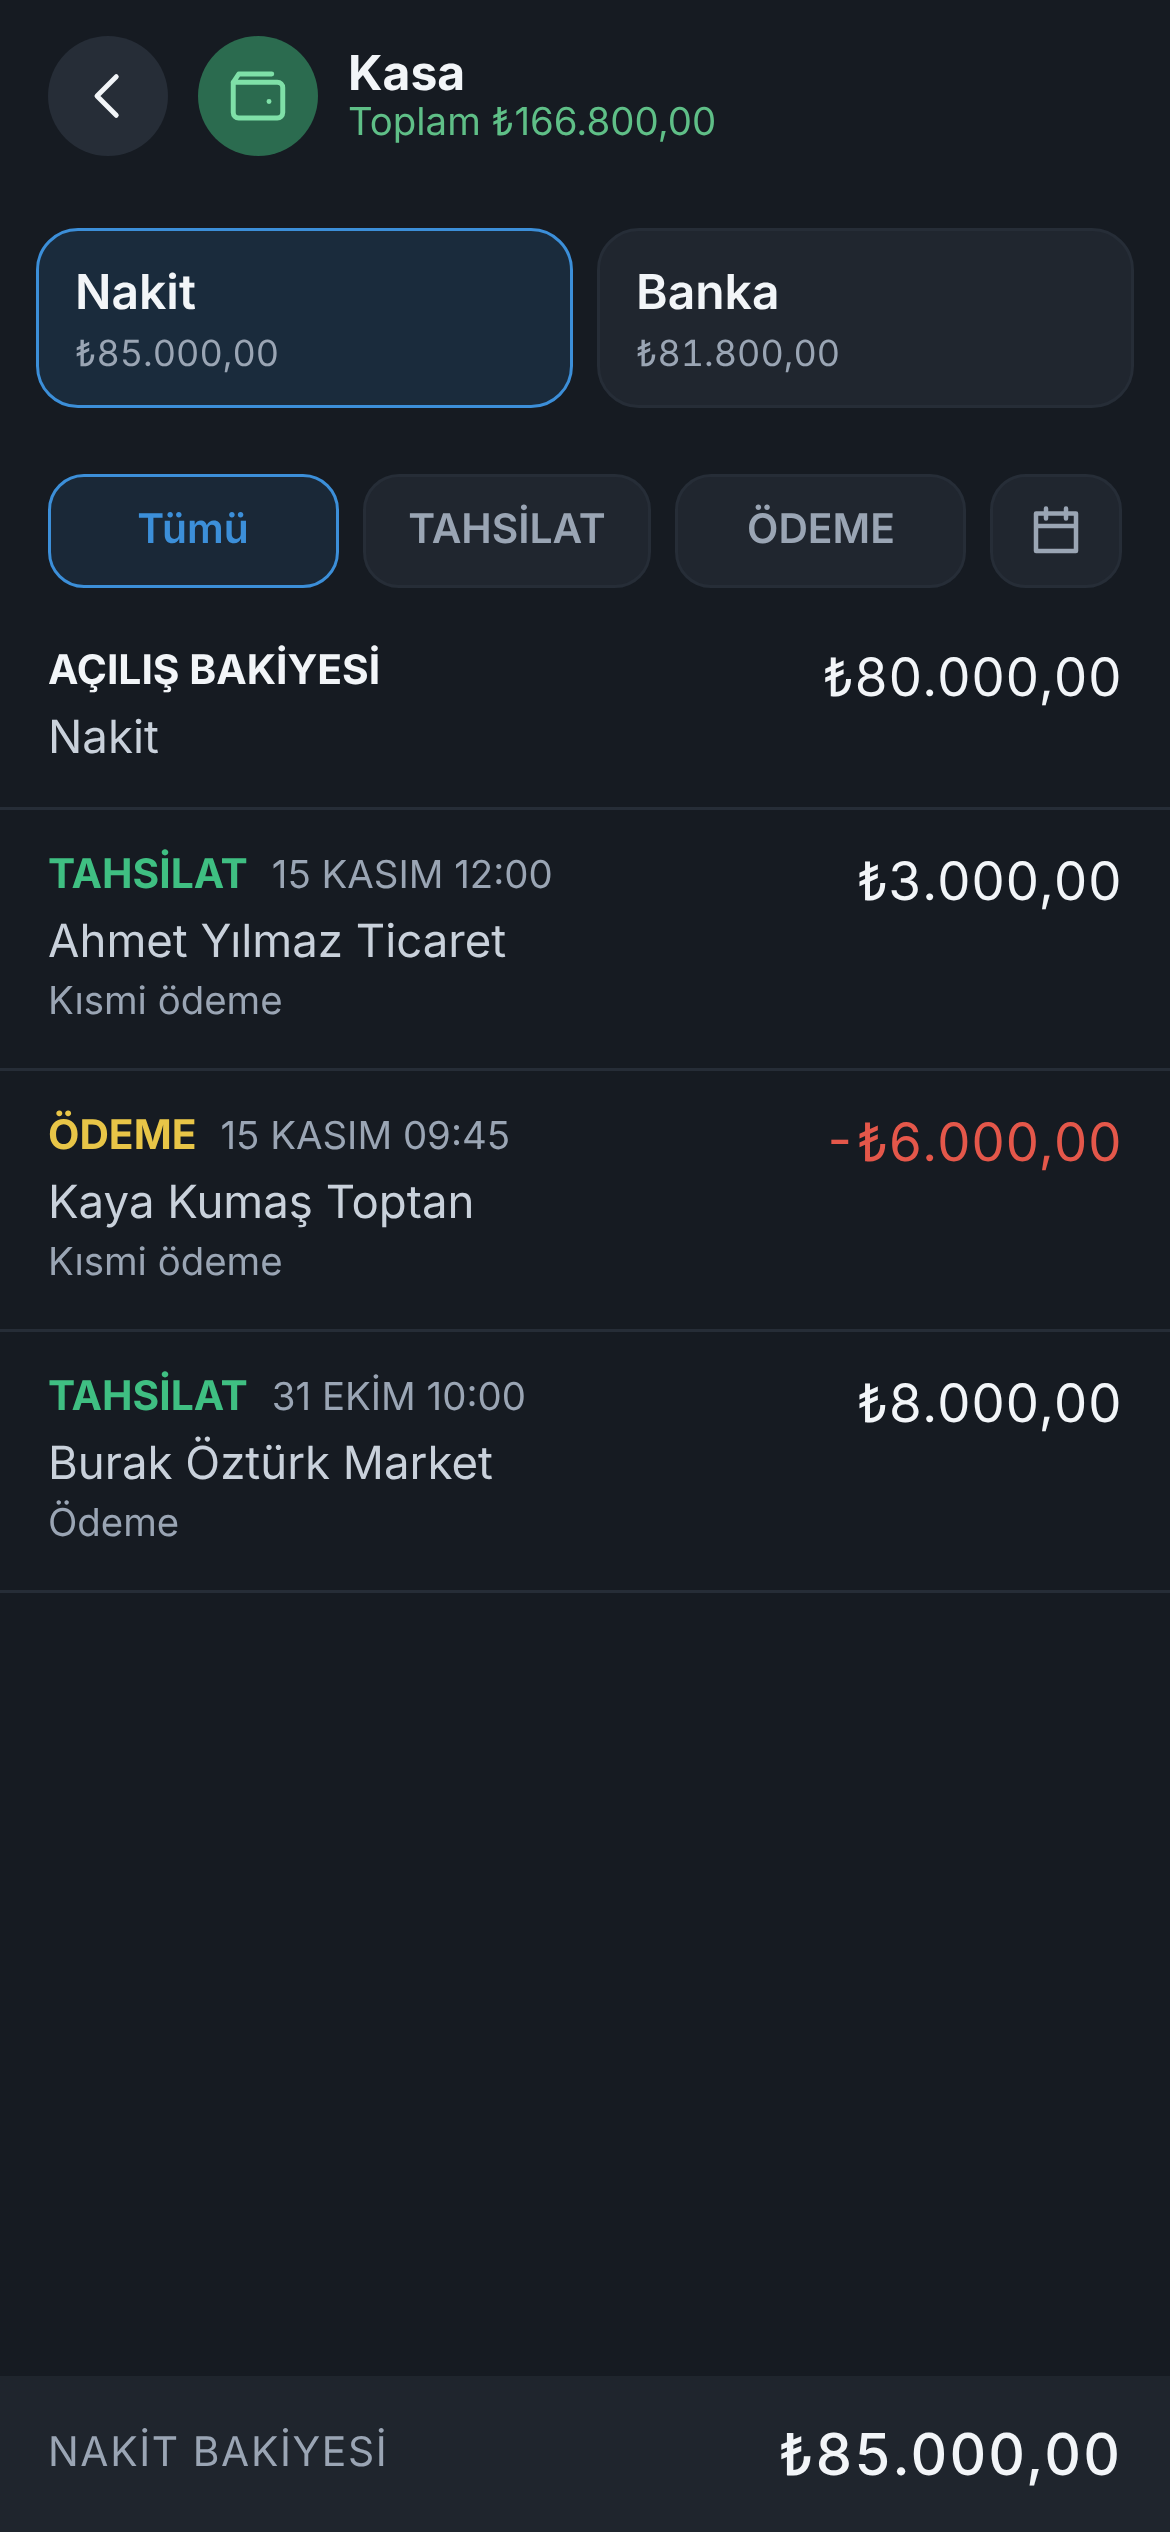 Kasa
Toplam ₺166.800,00
Nakit
₺85.000,00
Banka
₺81.800,00
Tümü
TAHSİLAT
ÖDEME
AÇILIŞ BAKİYESİ
₺80.000,00
Nakit
TAHSİLAT 15 KASIM 12:00
₺3.000,00
Ahmet Yılmaz Ticaret
Kısmi ödeme
ÖDEME 15 KASIM 09:45
-₺6.000,00
Kaya Kumaş Toptan
Kısmi ödeme
TAHSİLAT 31 EKİM 10:00
₺8.000,00
Burak Öztürk Market
Ödeme
NAKİT BAKİYESİ
₺85.000,00